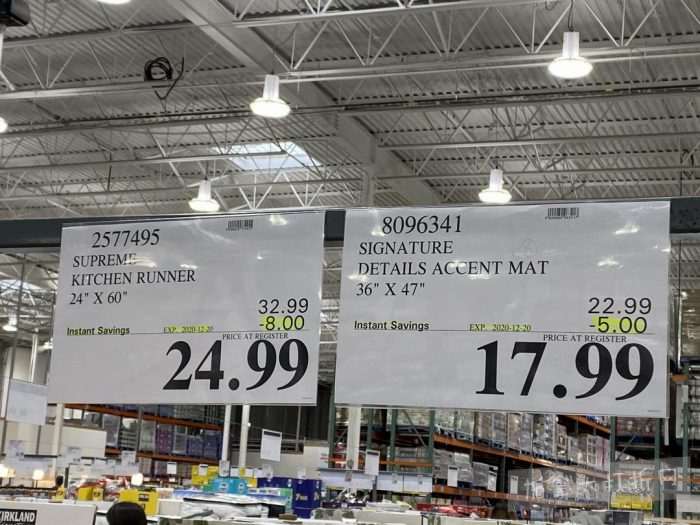 2577495
SUPREME
KITCHEN RUNNER
24" X 60"
32.99
Instant Savings EXP. 2020-12-20 -8.00
PRICE AT REGISTER
24.99
8096341
SIGNATURE
DETAILS ACCENT MAT
36" X 47"
22.99
Instant Savings EXP. 2020-12-20 -5.00
PRICE AT REGISTER
17.99
KIRKLAND